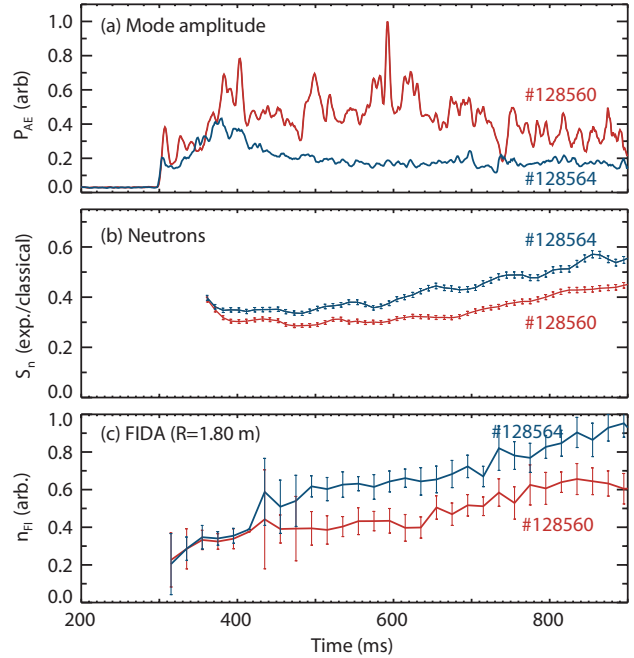 (a) Mode amplitude
1.0
0.8
0.6
0.4
0.2
0.0
P_AE (arb)
#128560
#128564
(b) Neutrons
0.6
0.4
0.2
0.0
S_n (exp./classical)
#128564
#128560
(c) FIDA (R=1.80 m)
1.0
0.8
0.6
0.4
0.2
0.0
n_FI (arb.)
#128564
#128560
200 400 600 800
Time (ms)